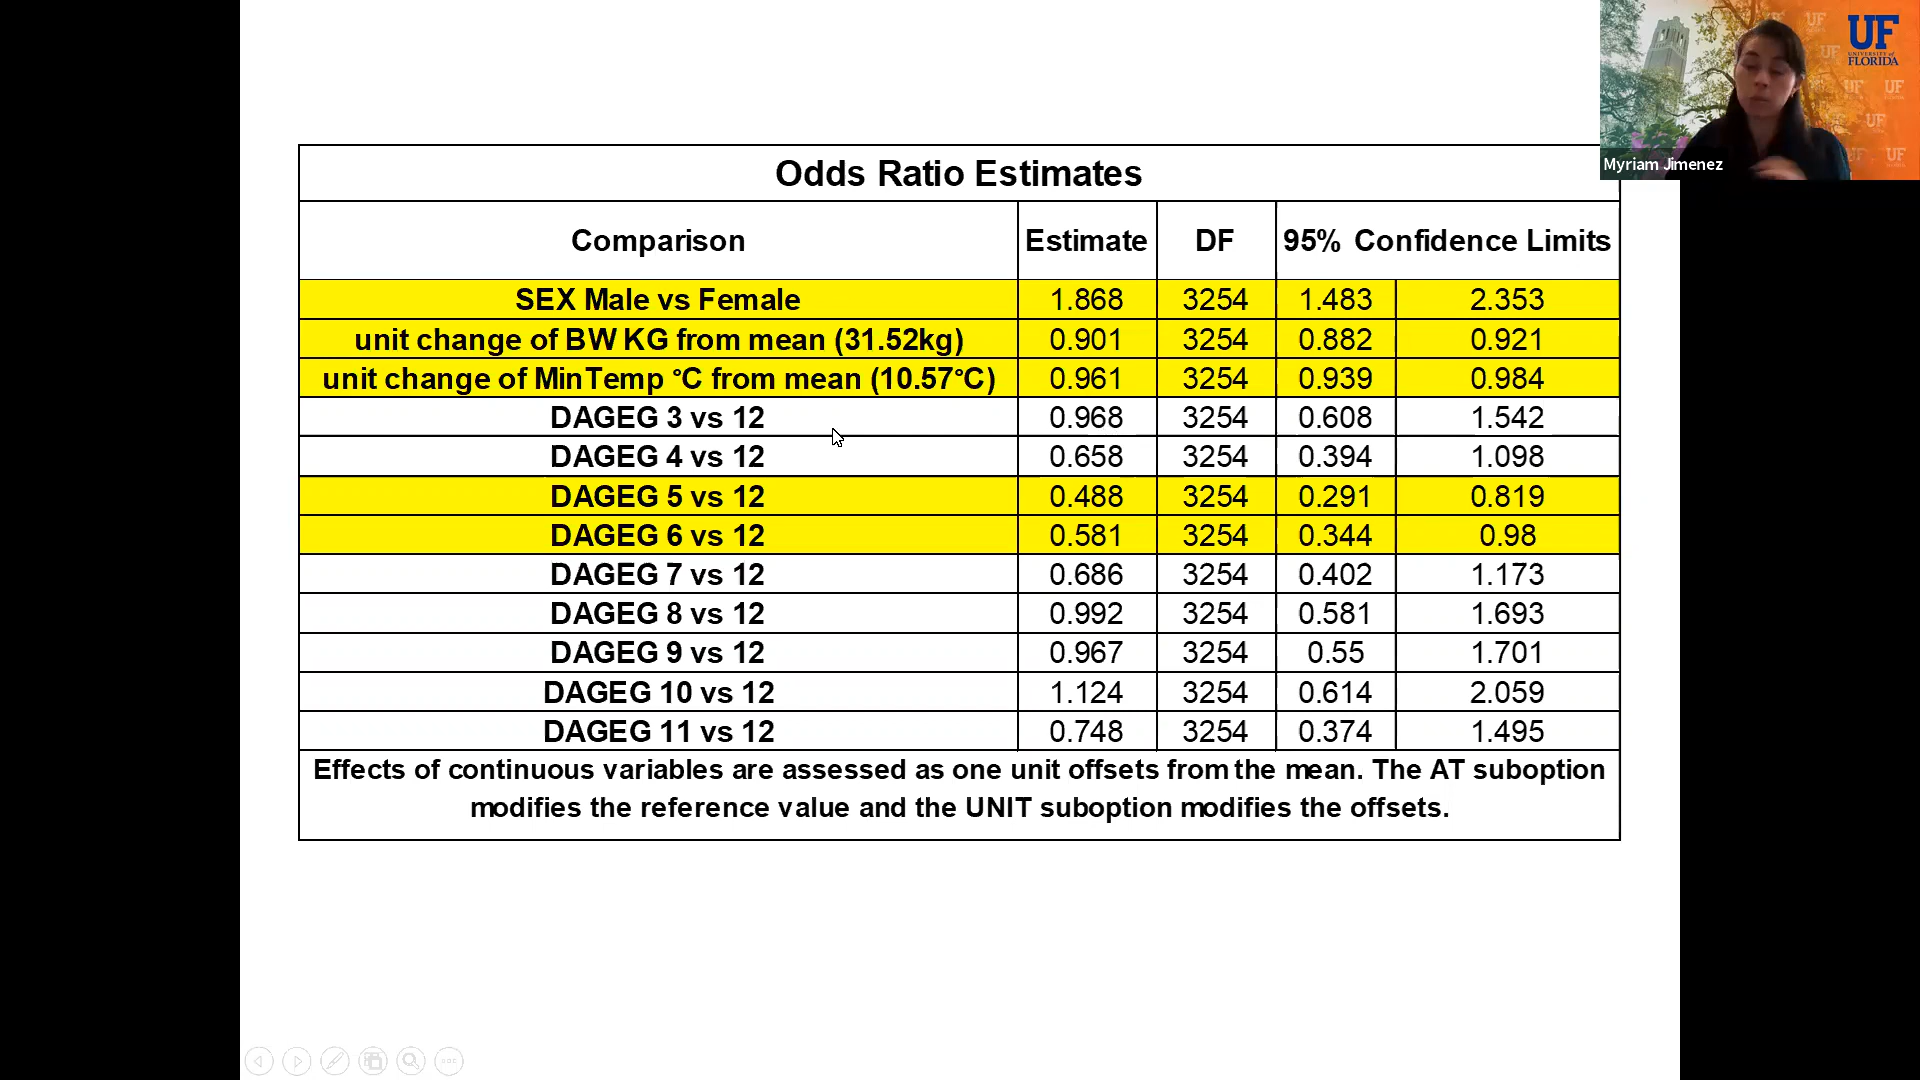 UF
UNIVERSITY of
FLORIDA
Myriam Jimenez
Odds Ratio Estimates
Comparison Estimate DF 95% Confidence Limits
SEX Male vs Female 1.868 3254 1.483 2.353
unit change of BW KG from mean (31.52kg) 0.901 3254 0.882 0.921
unit change of MinTemp °C from mean (10.57°C) 0.961 3254 0.939 0.984
DAGEG 3 vs 12 0.968 3254 0.608 1.542
DAGEG 4 vs 12 0.658 3254 0.394 1.098
DAGEG 5 vs 12 0.488 3254 0.291 0.819
DAGEG 6 vs 12 0.581 3254 0.344 0.98
DAGEG 7 vs 12 0.686 3254 0.402 1.173
DAGEG 8 vs 12 0.992 3254 0.581 1.693
DAGEG 9 vs 12 0.967 3254 0.55 1.701
DAGEG 10 vs 12 1.124 3254 0.614 2.059
DAGEG 11 vs 12 0.748 3254 0.374 1.495
Effects of continuous variables are assessed as one unit offsets from the mean. The AT suboption
modifies the reference value and the UNIT suboption modifies the offsets.